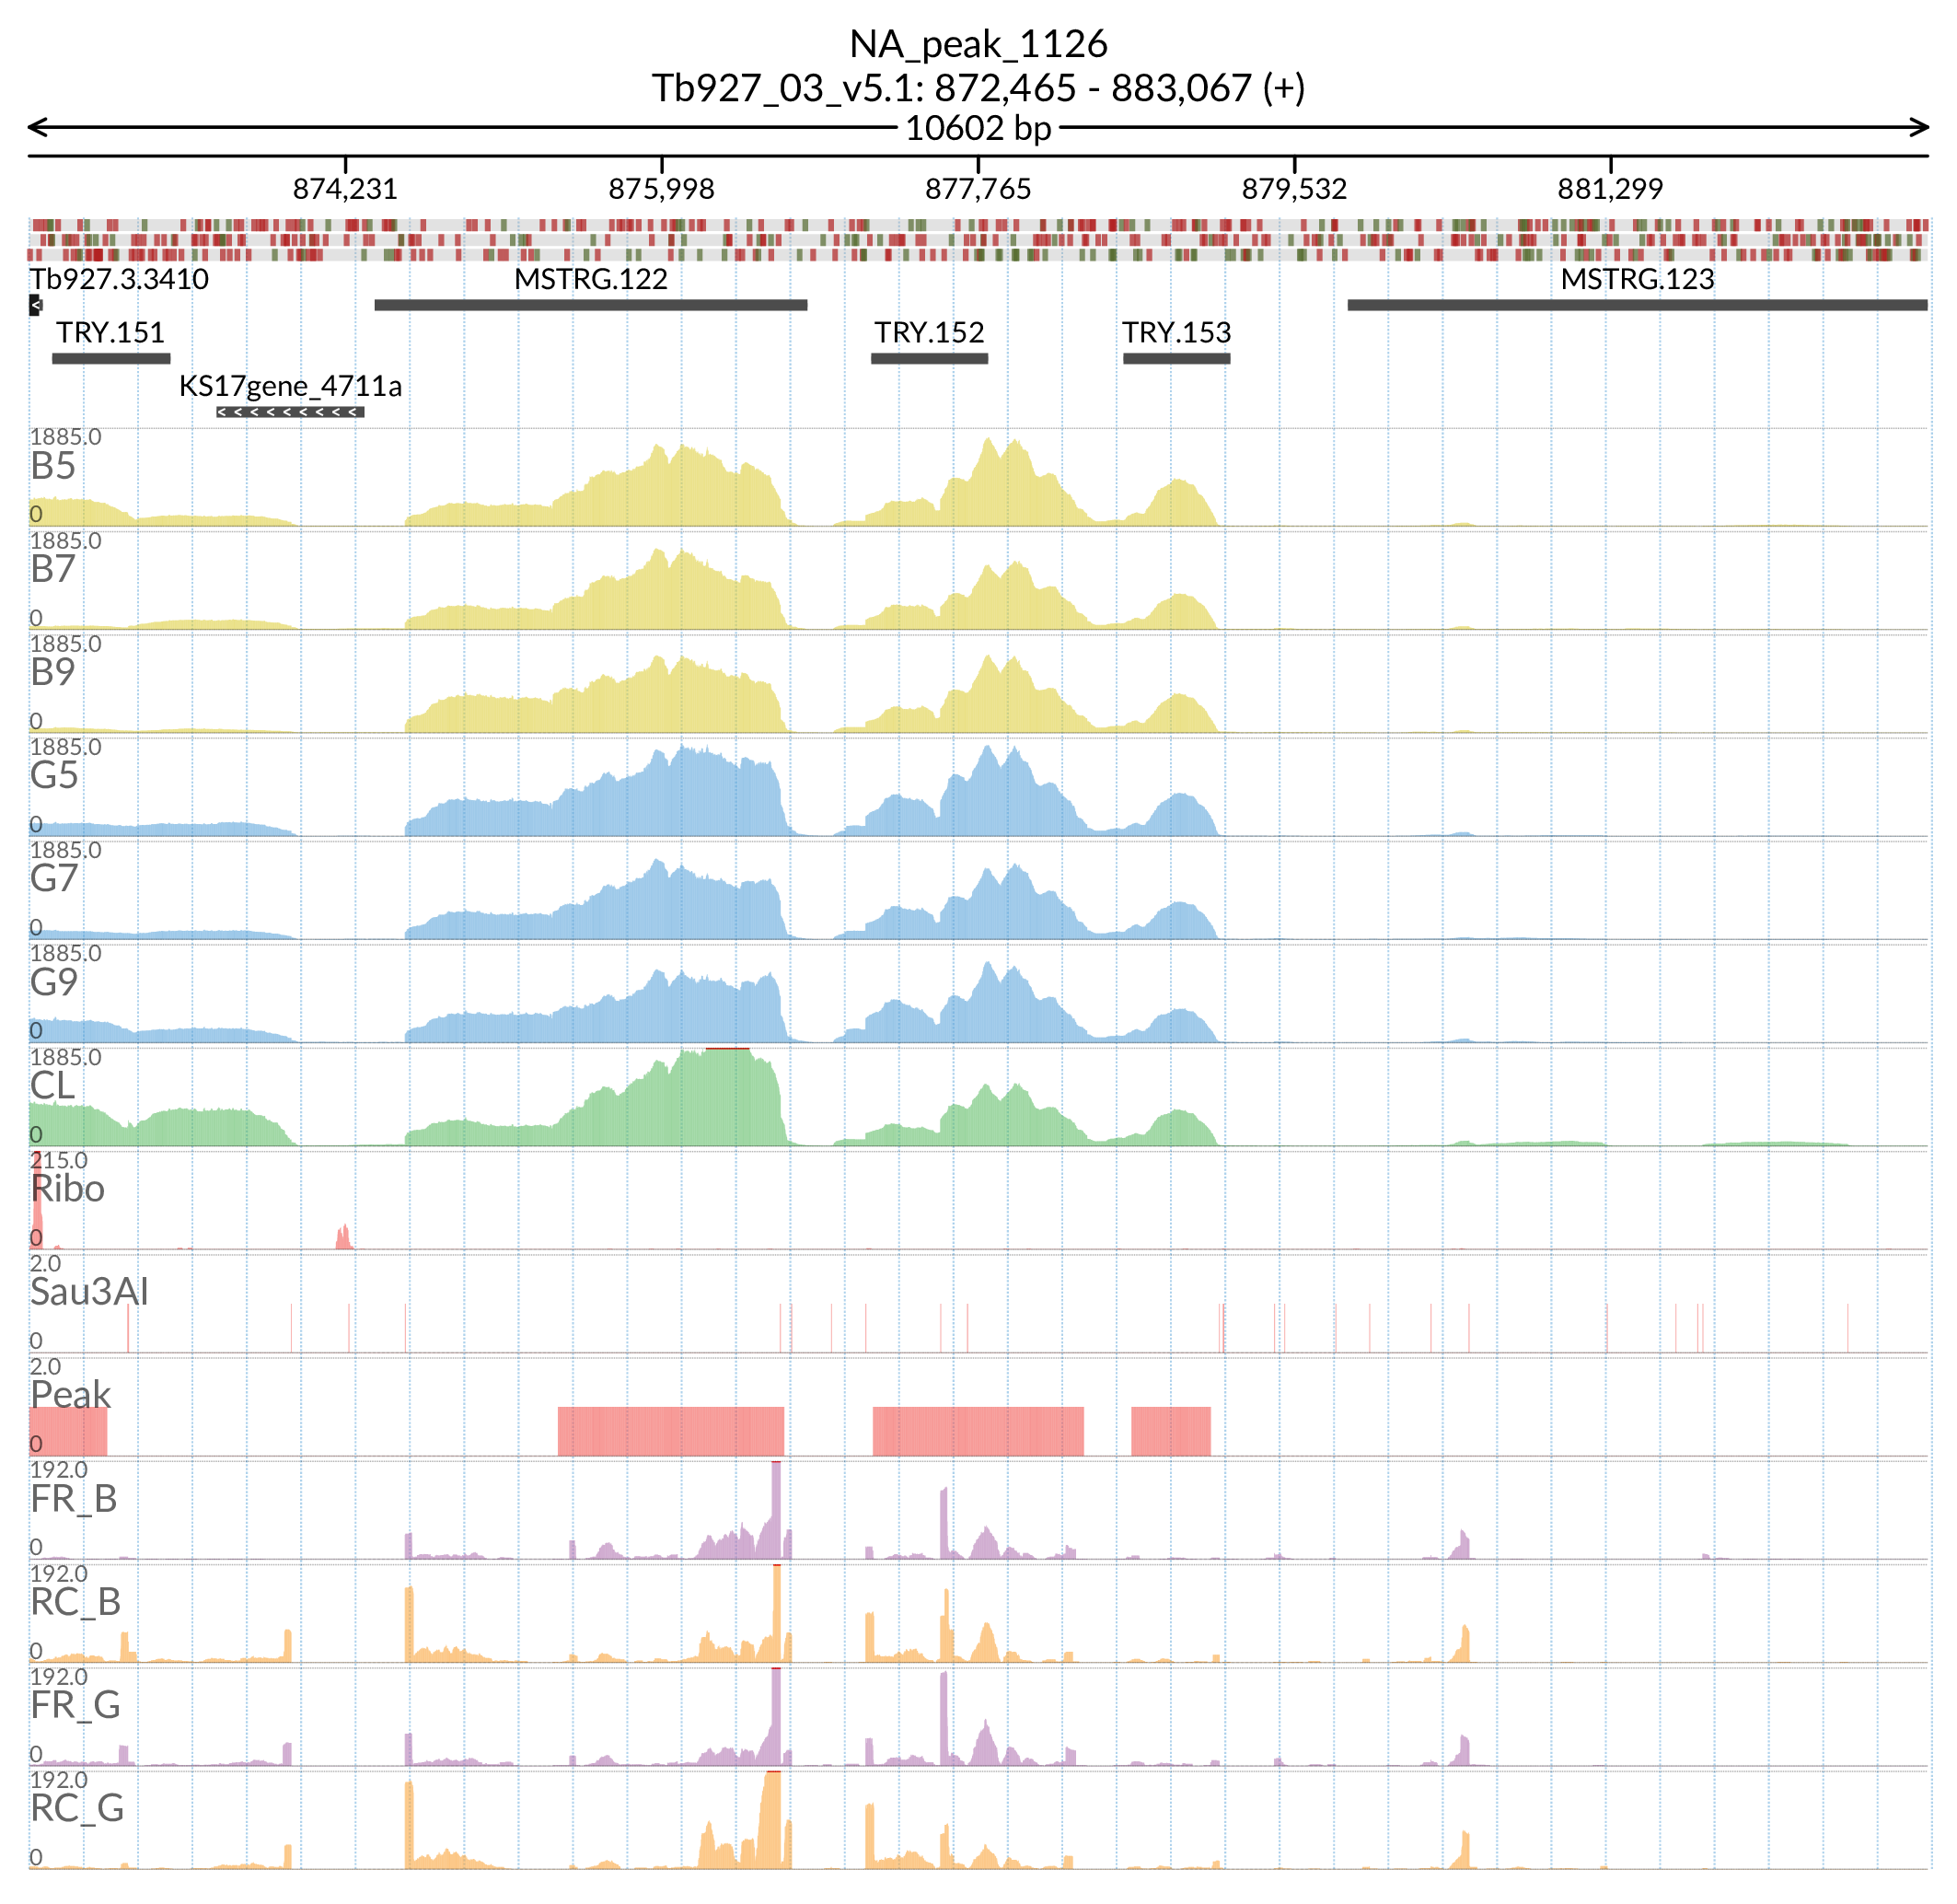 NA_peak_1126
Tb927_03_v5.1: 872,465 - 883,067 (+)
10602 bp
874,231 875,998 877,765 879,532 881,299
Tb927.3.3410 MSTRG.122 MSTRG.123
TRY.151 TRY.152 TRY.153
KS17gene_4711a
1885.0
B5
0
1885.0
B7
0
1885.0
B9
0
1885.0
G5
0
1885.0
G7
0
1885.0
G9
0
1885.0
CL
0
215.0
Ribo
0
2.0
Sau3AI
0
2.0
Peak
0
192.0
FR_B
0
192.0
RC_B
0
192.0
FR_G
0
192.0
RC_G
0